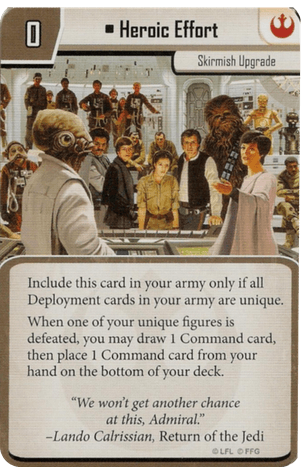 0
▪ Heroic Effort
Skirmish Upgrade
Include this card in your army only if all
Deployment cards in your army are unique.
When one of your unique figures is
defeated, you may draw 1 Command card,
then place 1 Command card from your
hand on the bottom of your deck.
“We won’t get another chance
at this, Admiral.”
–Lando Calrissian, Return of the Jedi
© LFL © FFG